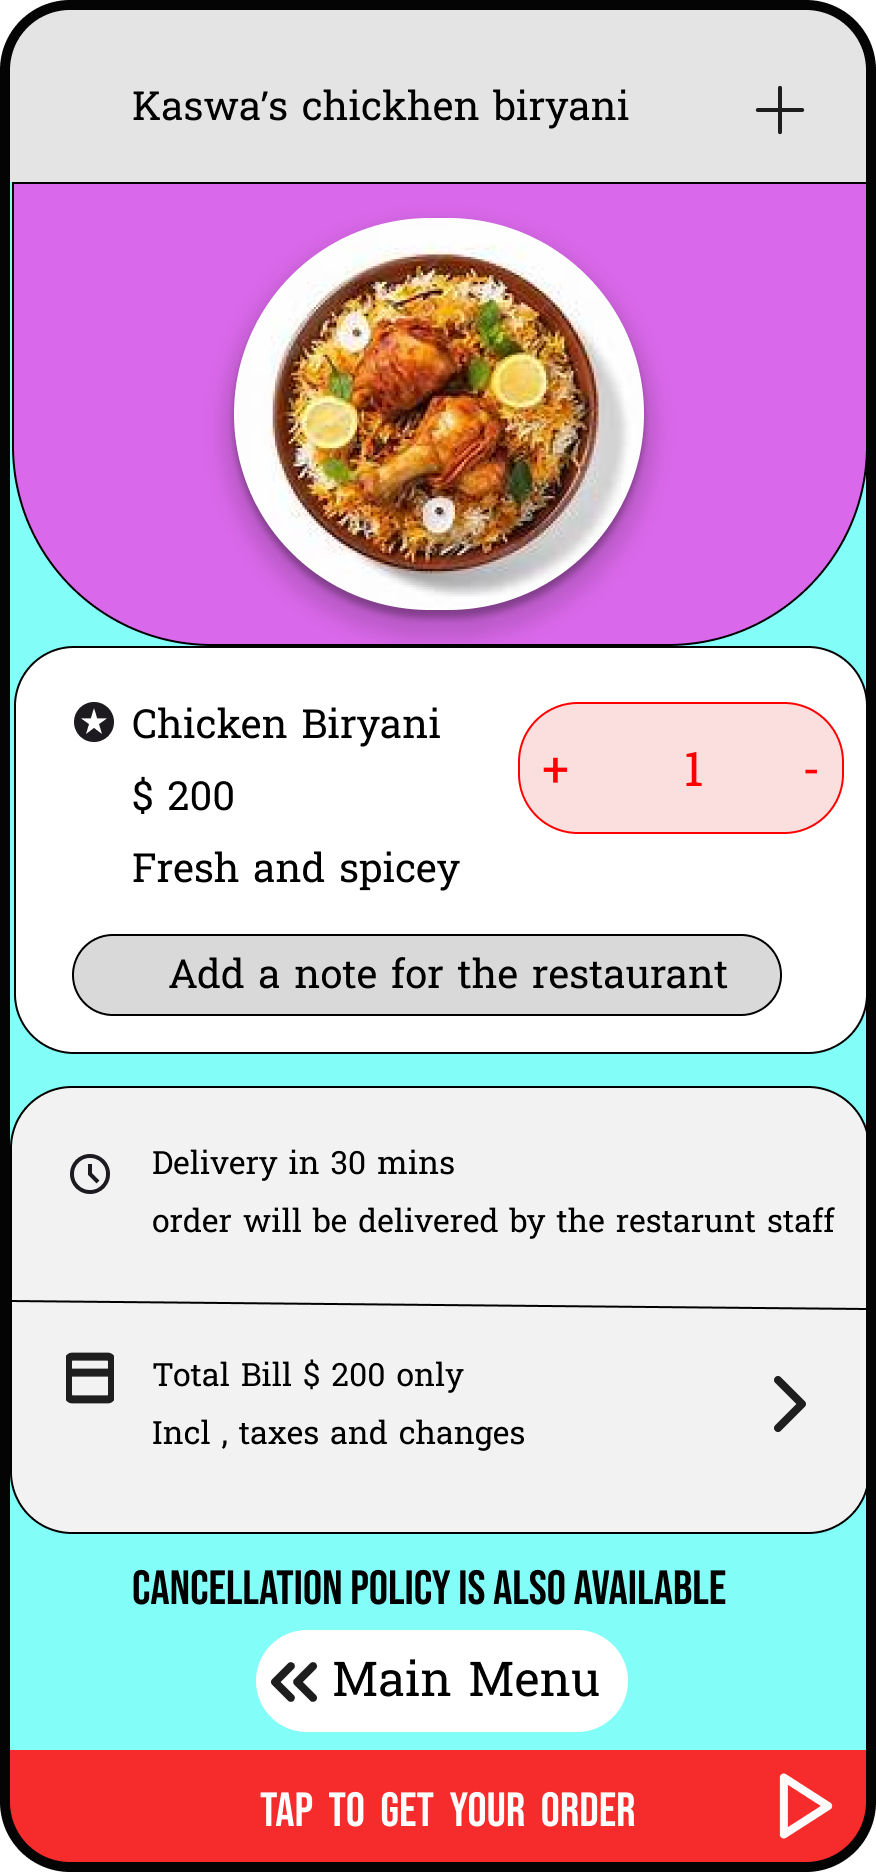 Kaswa’s chickhen biryani
Chicken Biryani
+ 1 -
$ 200
Fresh and spicey
Add a note for the restaurant
Delivery in 30 mins
order will be delivered by the restarunt staff
Total Bill $ 200 only
Incl , taxes and changes
CANCELLATION POLICY IS ALSO AVAILABLE
Main Menu
TAP TO GET YOUR ORDER